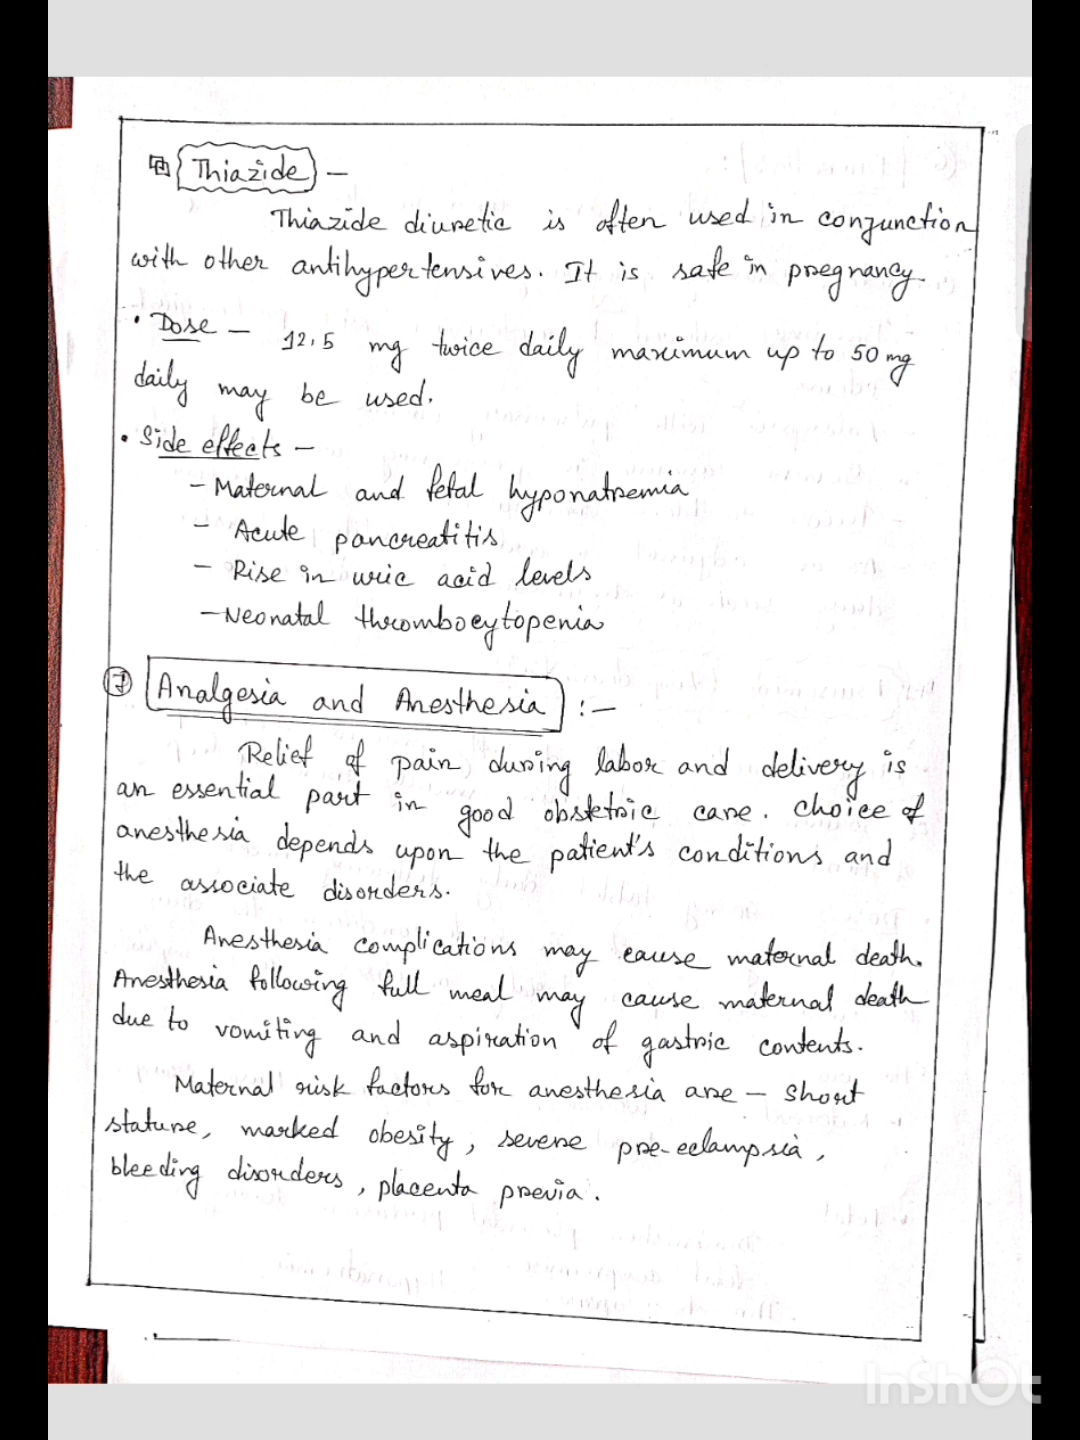 Thiazide –
Thiazide diuretic is often used in conjunction
with other antihypertensives. It is safe in pregnancy.
• Dose – 12.5 mg twice daily maximum up to 50 mg
daily may be used.
• Side effects –
- Maternal and fetal hyponatremia
- Acute pancreatitis
- Rise in uric acid levels
- Neonatal thrombocytopenia
7 Analgesia and Anesthesia :-
Relief of pain during labor and delivery is
an essential part in good obstetric care. Choice of
anesthesia depends upon the patient's conditions and
the associate disorders.
Anesthesia complications may cause maternal death.
Anesthesia following full meal may cause maternal death
due to vomiting and aspiration of gastric contents.
Maternal risk factors for anesthesia are – Short
stature, marked obesity, severe pre-eclampsia,
bleeding disorders, placenta previa.
InShOt